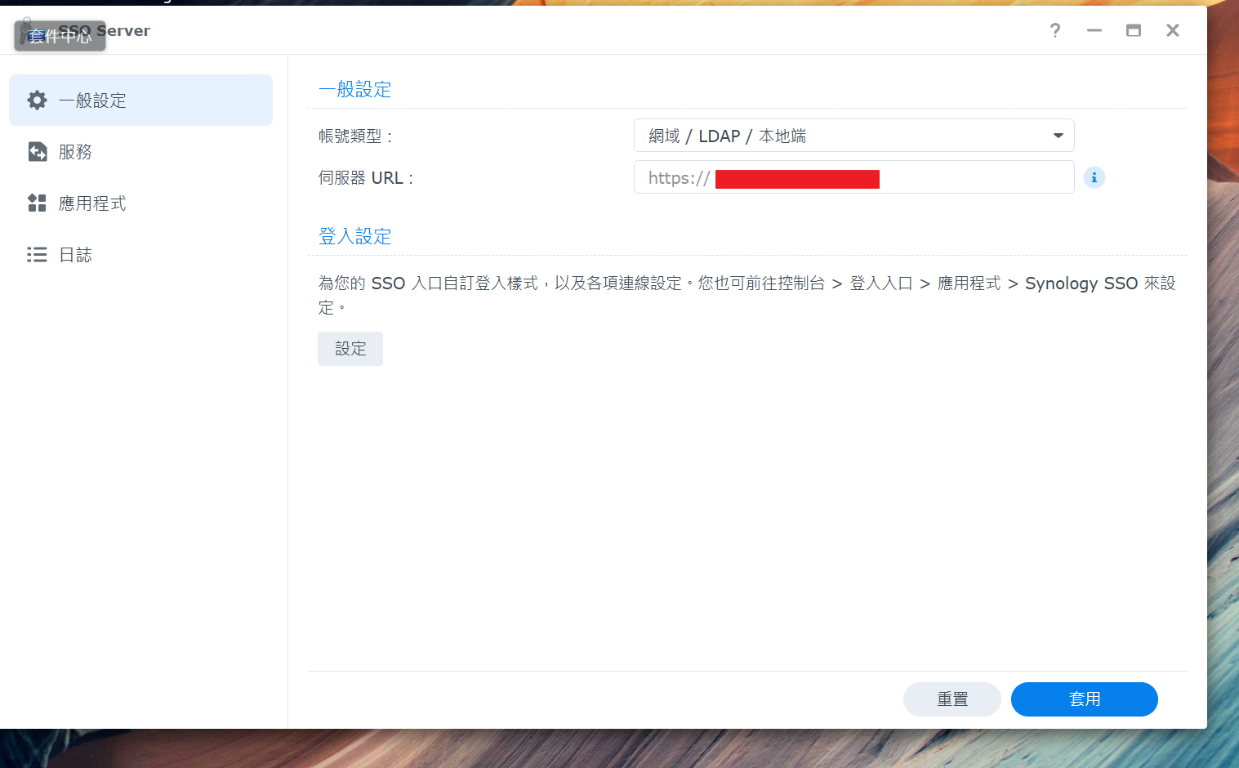 SSO Server
套件中心
一般設定
服務
應用程式
日誌
一般設定
帳號類型：
網域 / LDAP / 本地端
伺服器 URL：
https://
登入設定
為您的 SSO 入口自訂登入樣式，以及各項連線設定。您也可前往控制台 > 登入入口 > 應用程式 > Synology SSO 來設
定。
設定
重置
套用